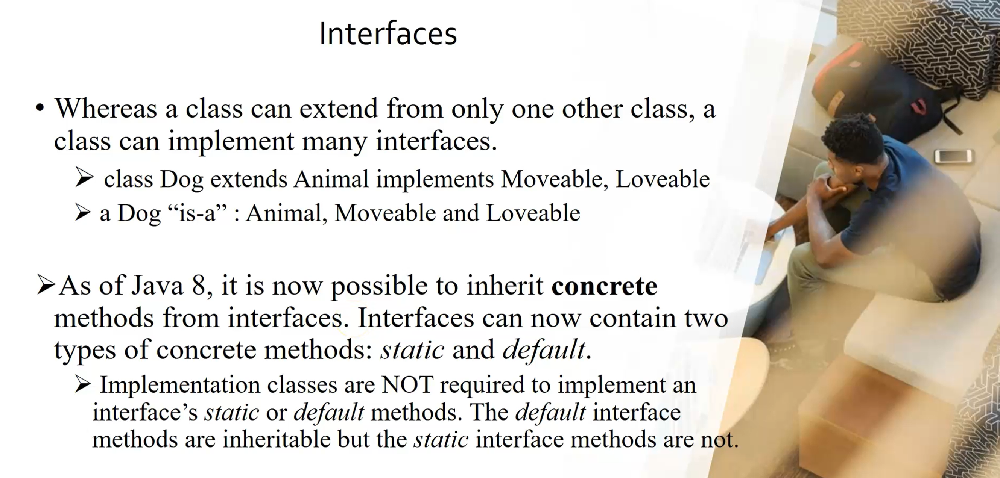 Interfaces
• Whereas a class can extend from only one other class, a
class can implement many interfaces.
➢ class Dog extends Animal implements Moveable, Loveable
➢ a Dog “is-a” : Animal, Moveable and Loveable
➢As of Java 8, it is now possible to inherit concrete
methods from interfaces. Interfaces can now contain two
types of concrete methods: static and default.
➢ Implementation classes are NOT required to implement an
interface’s static or default methods. The default interface
methods are inheritable but the static interface methods are not.